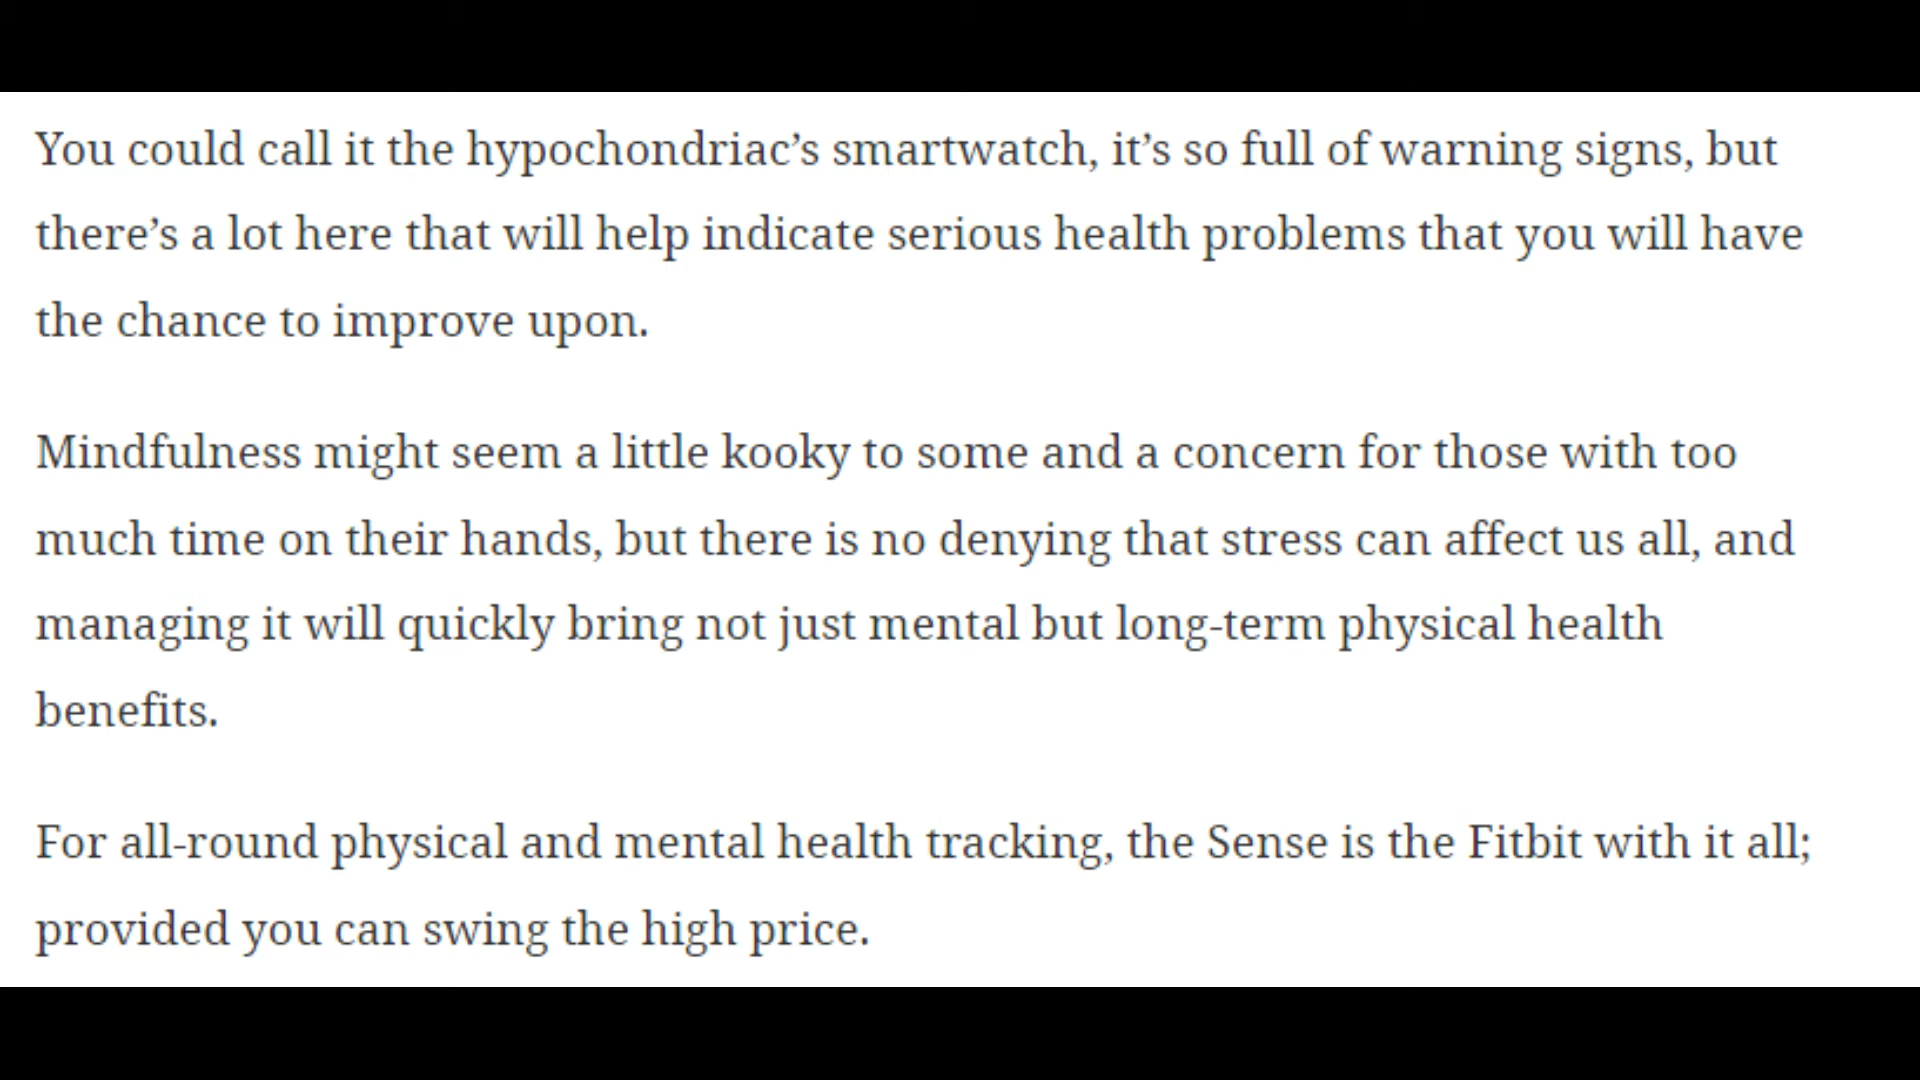 You could call it the hypochondriac’s smartwatch, it’s so full of warning signs, but
there’s a lot here that will help indicate serious health problems that you will have
the chance to improve upon.
Mindfulness might seem a little kooky to some and a concern for those with too
much time on their hands, but there is no denying that stress can affect us all, and
managing it will quickly bring not just mental but long-term physical health
benefits.
For all-round physical and mental health tracking, the Sense is the Fitbit with it all;
provided you can swing the high price.